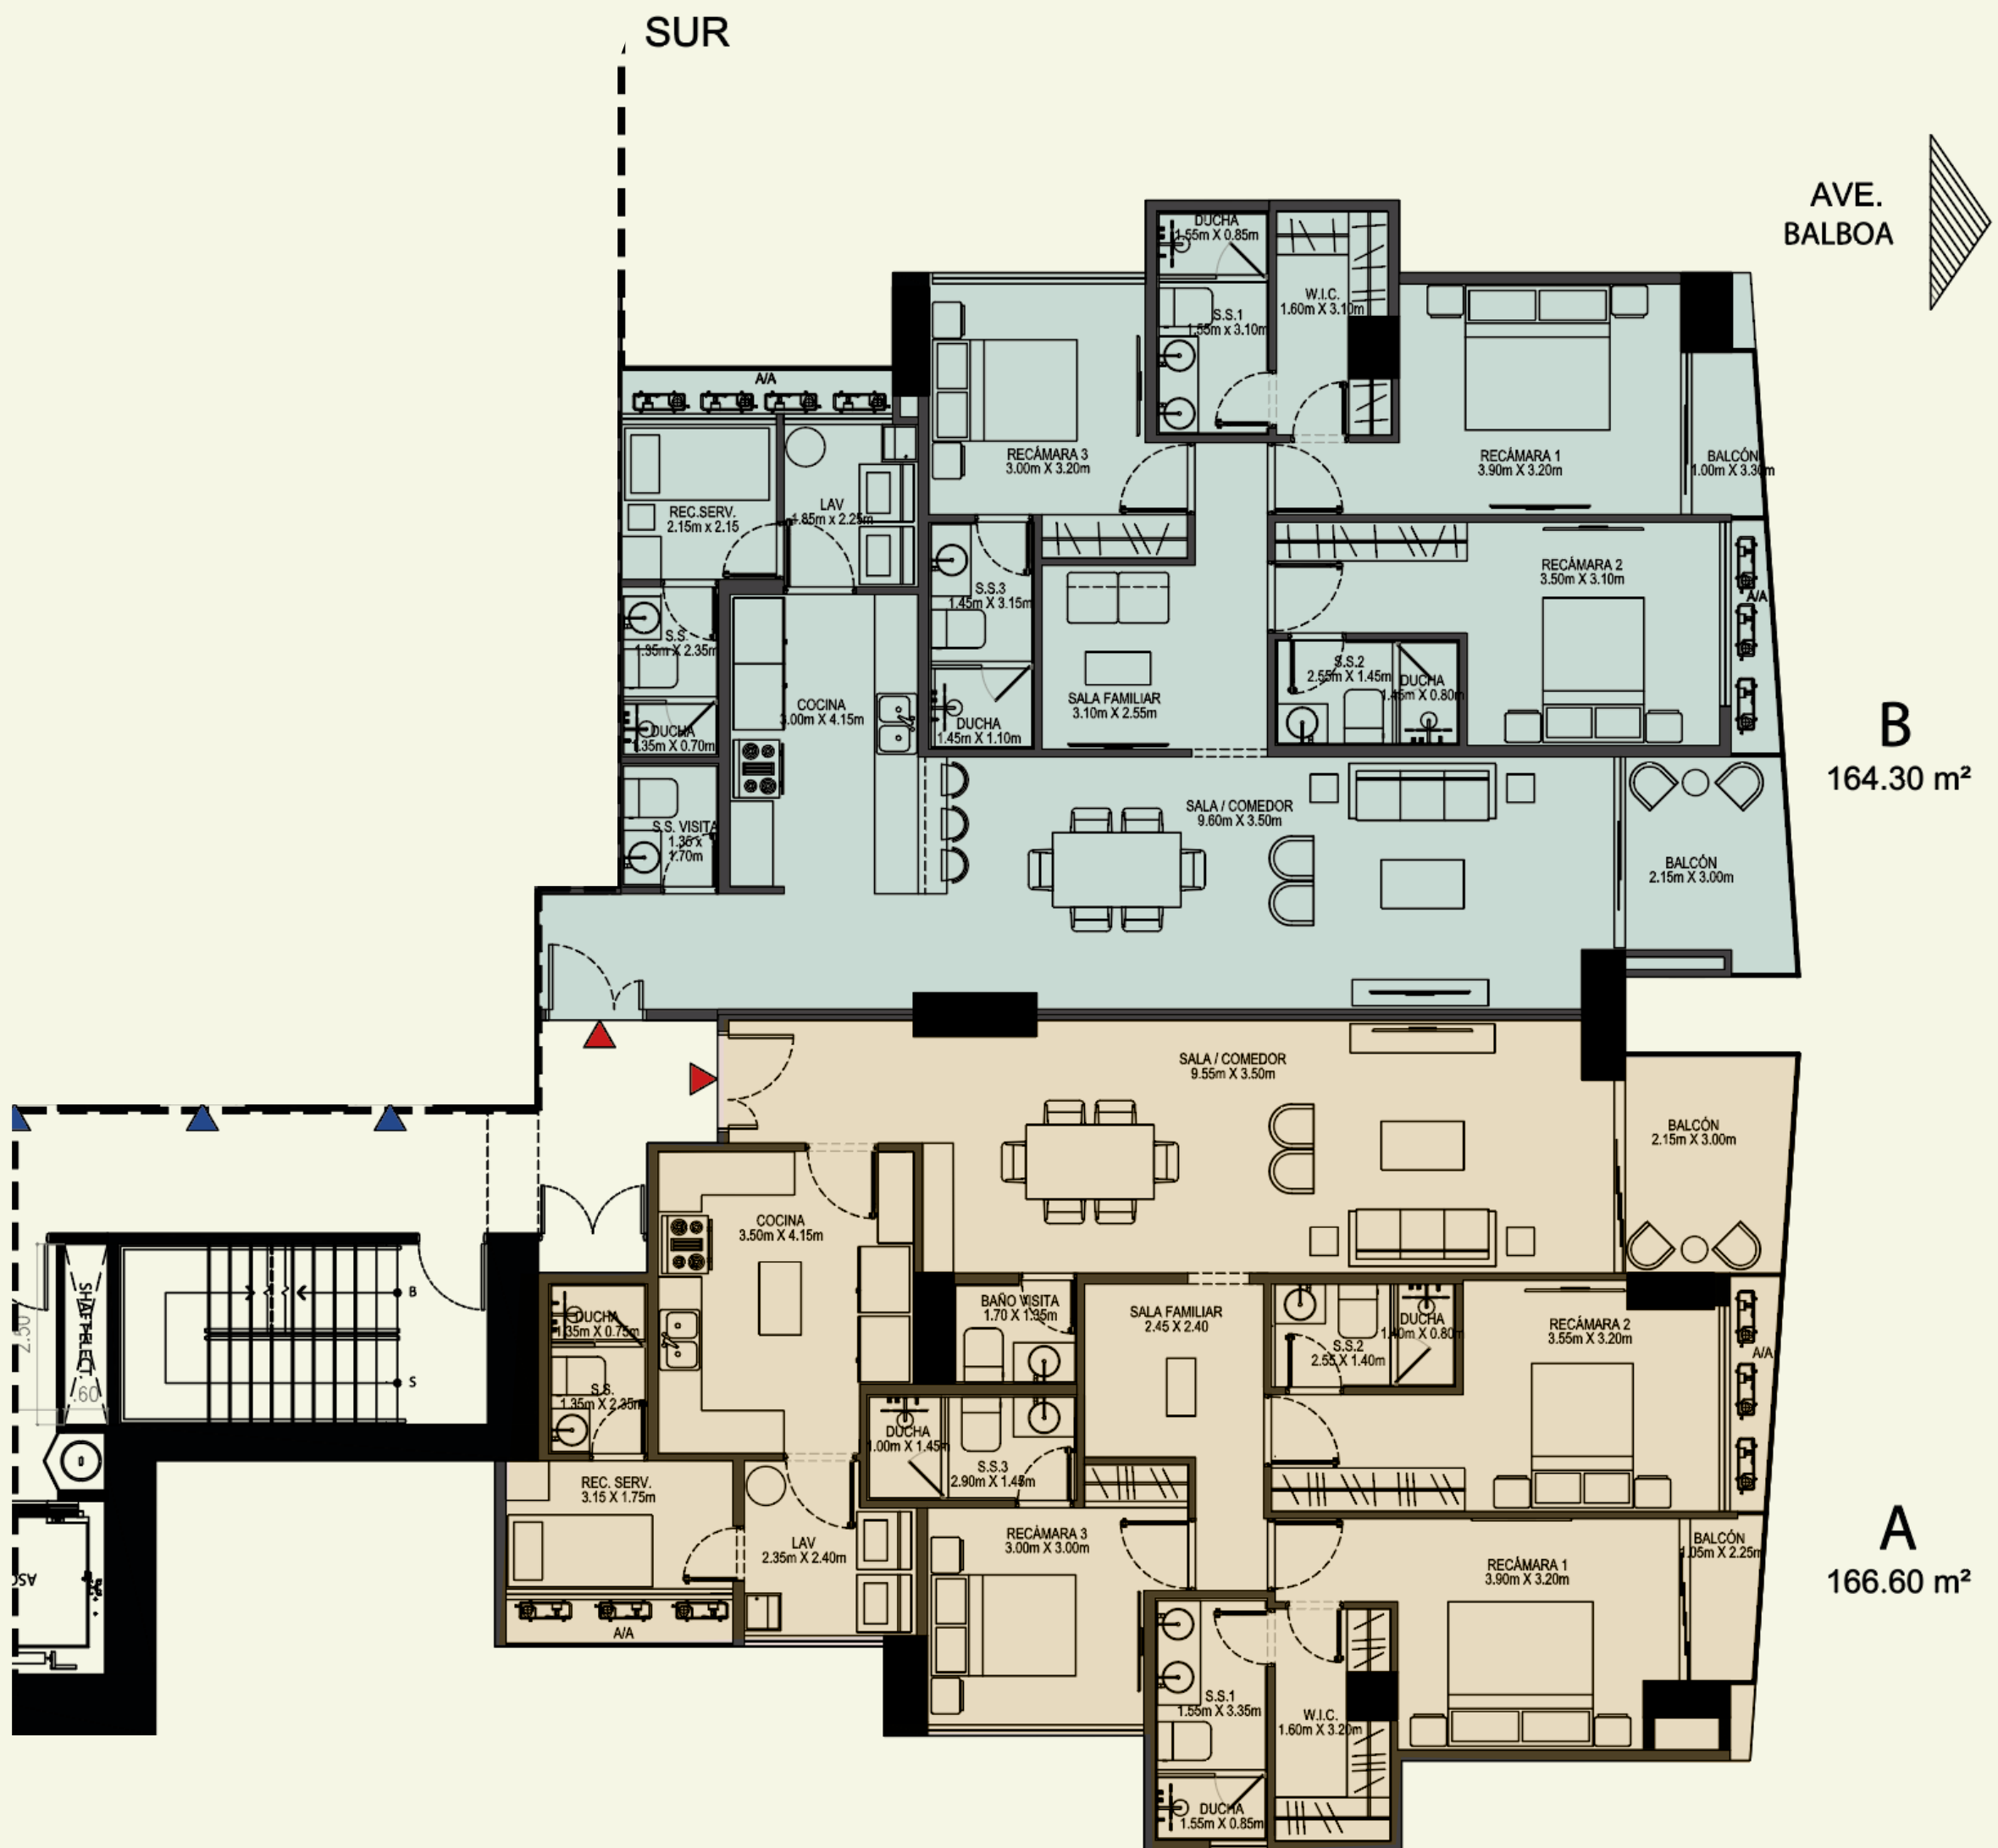 SUR
AVE.
BALBOA
DUCHA
1.55m X 0.85m
W.I.C.
1.60m X 3.10m
S.S.1
1.55m x 3.10m
A/A
RECÁMARA 3
3.00m X 3.20m
RECÁMARA 1
3.90m X 3.20m
BALCÓN
1.00m X 3.30m
REC.SERV.
2.15m x 2.15
LAV
1.85m x 2.25m
RECÁMARA 2
3.50m X 3.10m
A/A
S.S.3
1.45m X 3.15m
S.S.
1.35m X 2.35m
S.S.2
2.55m X 1.45m
DUCHA
1.45m X 0.80m
SALA FAMILIAR
3.10m X 2.55m
COCINA
3.00m X 4.15m
DUCHA
1.45m X 1.10m
DUCHA
1.35m X 0.70m
B
164.30 m²
SALA / COMEDOR
9.60m X 3.50m
S.S. VISITA
1.35 x
1.70m
BALCÓN
2.15m X 3.00m
SALA / COMEDOR
9.55m X 3.50m
BALCÓN
2.15m X 3.00m
COCINA
3.50m X 4.15m
B
S
SHAFT ELECT.
2.50
.60
DUCHA
1.35m X 0.75m
BAÑO VISITA
1.70 X 1.35m
SALA FAMILIAR
2.45 X 2.40
DUCHA
1.40m X 0.80m
S.S.2
2.55 X 1.40m
RECÁMARA 2
3.55m X 3.20m
A/A
S.S.
1.35m X 2.35m
DUCHA
1.00m X 1.45m
S.S.3
2.90m X 1.45m
REC. SERV.
3.15 X 1.75m
LAV
2.35m X 2.40m
RECÁMARA 3
3.00m X 3.00m
RECÁMARA 1
3.90m X 3.20m
BALCÓN
1.05m X 2.25m
A
166.60 m²
ASC
A/A
S.S.1
1.55m X 3.35m
W.I.C.
1.60m X 3.20m
DUCHA
1.55m X 0.85m